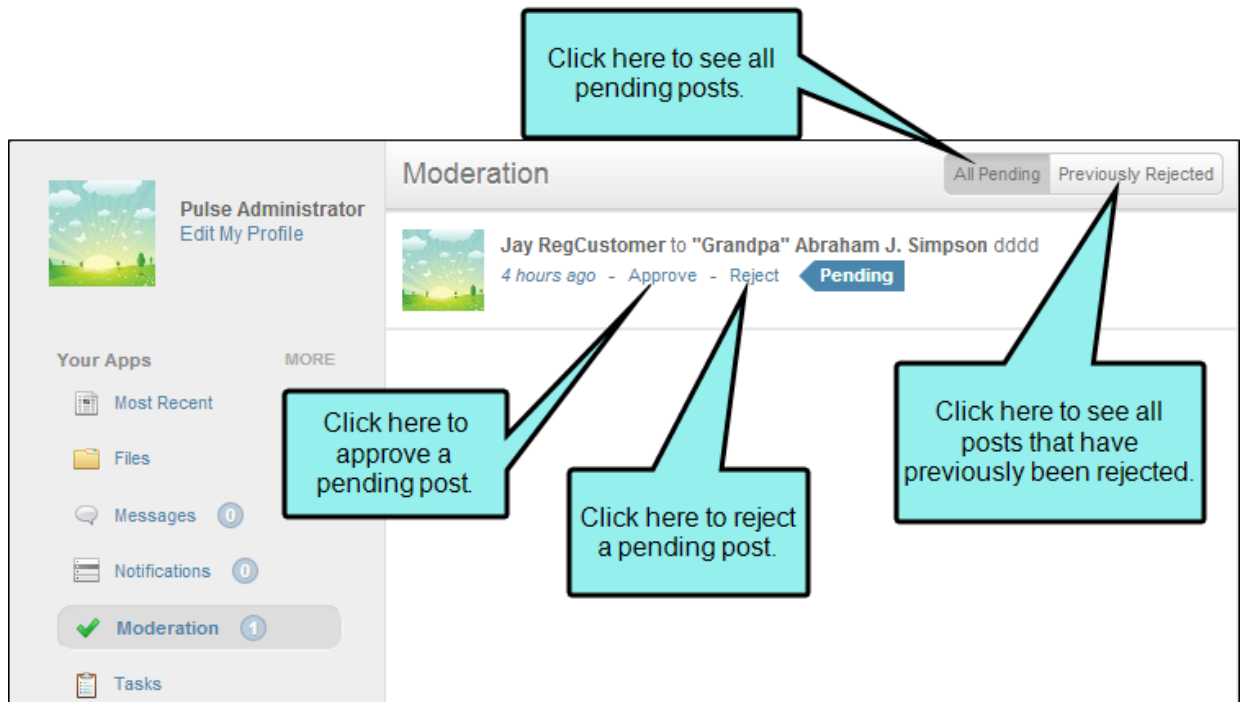 Click here to see all
pending posts.
Moderation
All Pending
Previously Rejected
Pulse Administrator
Edit My Profile
Jay RegCustomer to "Grandpa" Abraham J. Simpson dddd
4 hours ago - Approve - Reject
Pending
Your Apps
MORE
Most Recent
Files
Messages 0
Notifications 0
Moderation 1
Tasks
Click here to
approve a
pending post.
Click here to reject
a pending post.
Click here to see all
posts that have
previously been rejected.